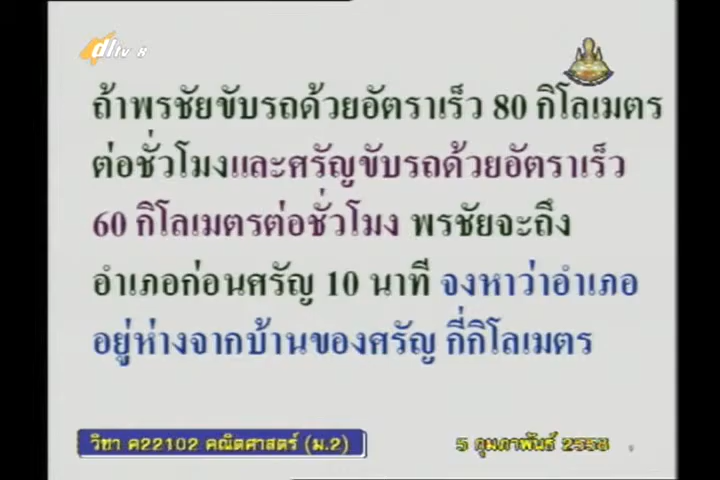 dltv 8
ถ้าพรชัยขับรถด้วยอัตราเร็ว 80 กิโลเมตร
ต่อชั่วโมงและศรัญขับรถด้วยอัตราเร็ว
60 กิโลเมตรต่อชั่วโมง พรชัยจะถึง
อำเภอก่อนศรัญ 10 นาที จงหาว่าอำเภอ
อยู่ห่างจากบ้านของศรัญ กี่กิโลเมตร
วิชา ค22102 คณิตศาสตร์ (ม.2)
5 กุมภาพันธ์ 2558